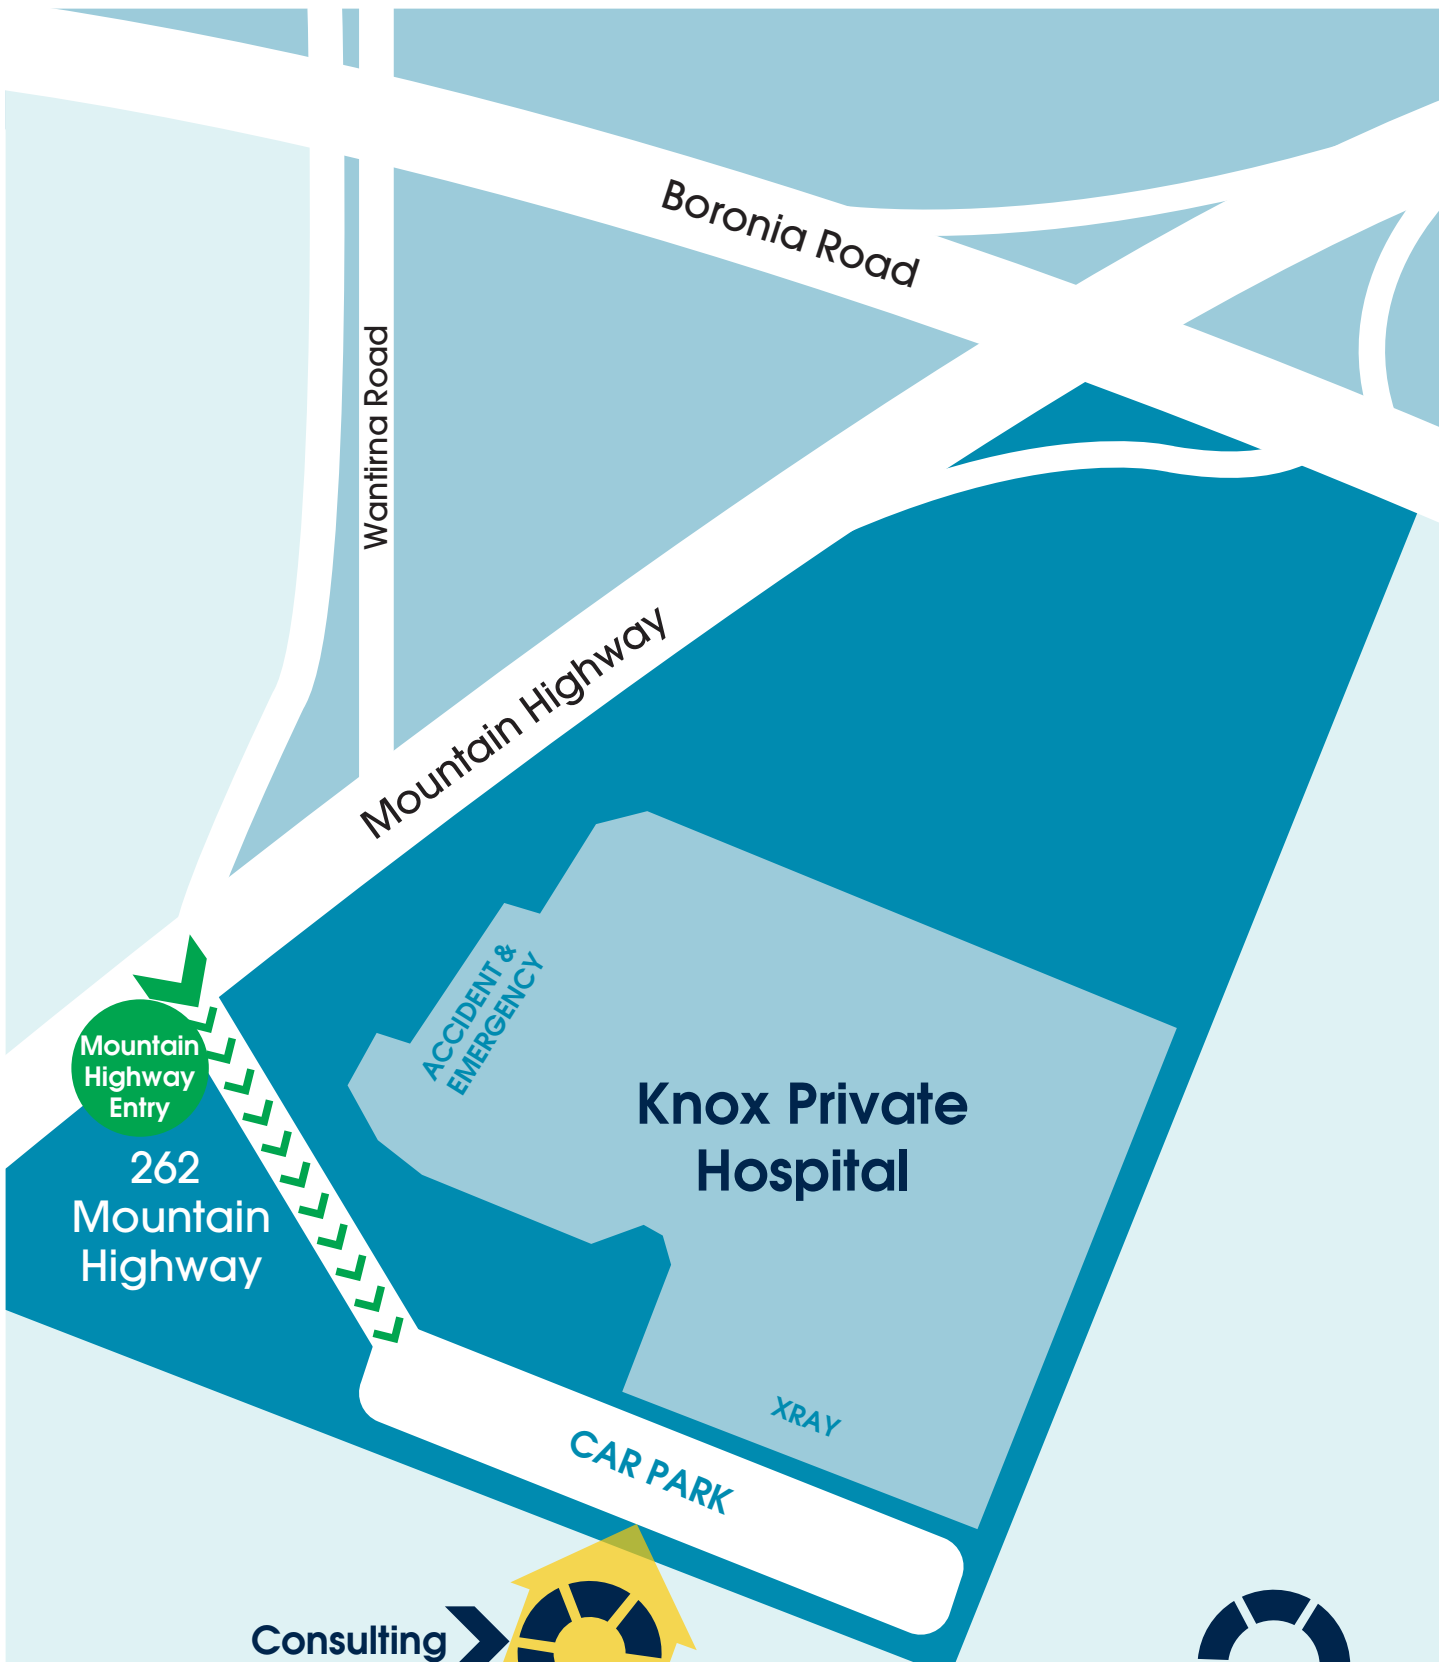 Boronia Road
Wantirna Road
Mountain Highway
ACCIDENT &
EMERGENCY
Mountain
Highway
Entry
Knox Private
Hospital
262
Mountain
Highway
XRAY
CAR PARK
Consulting